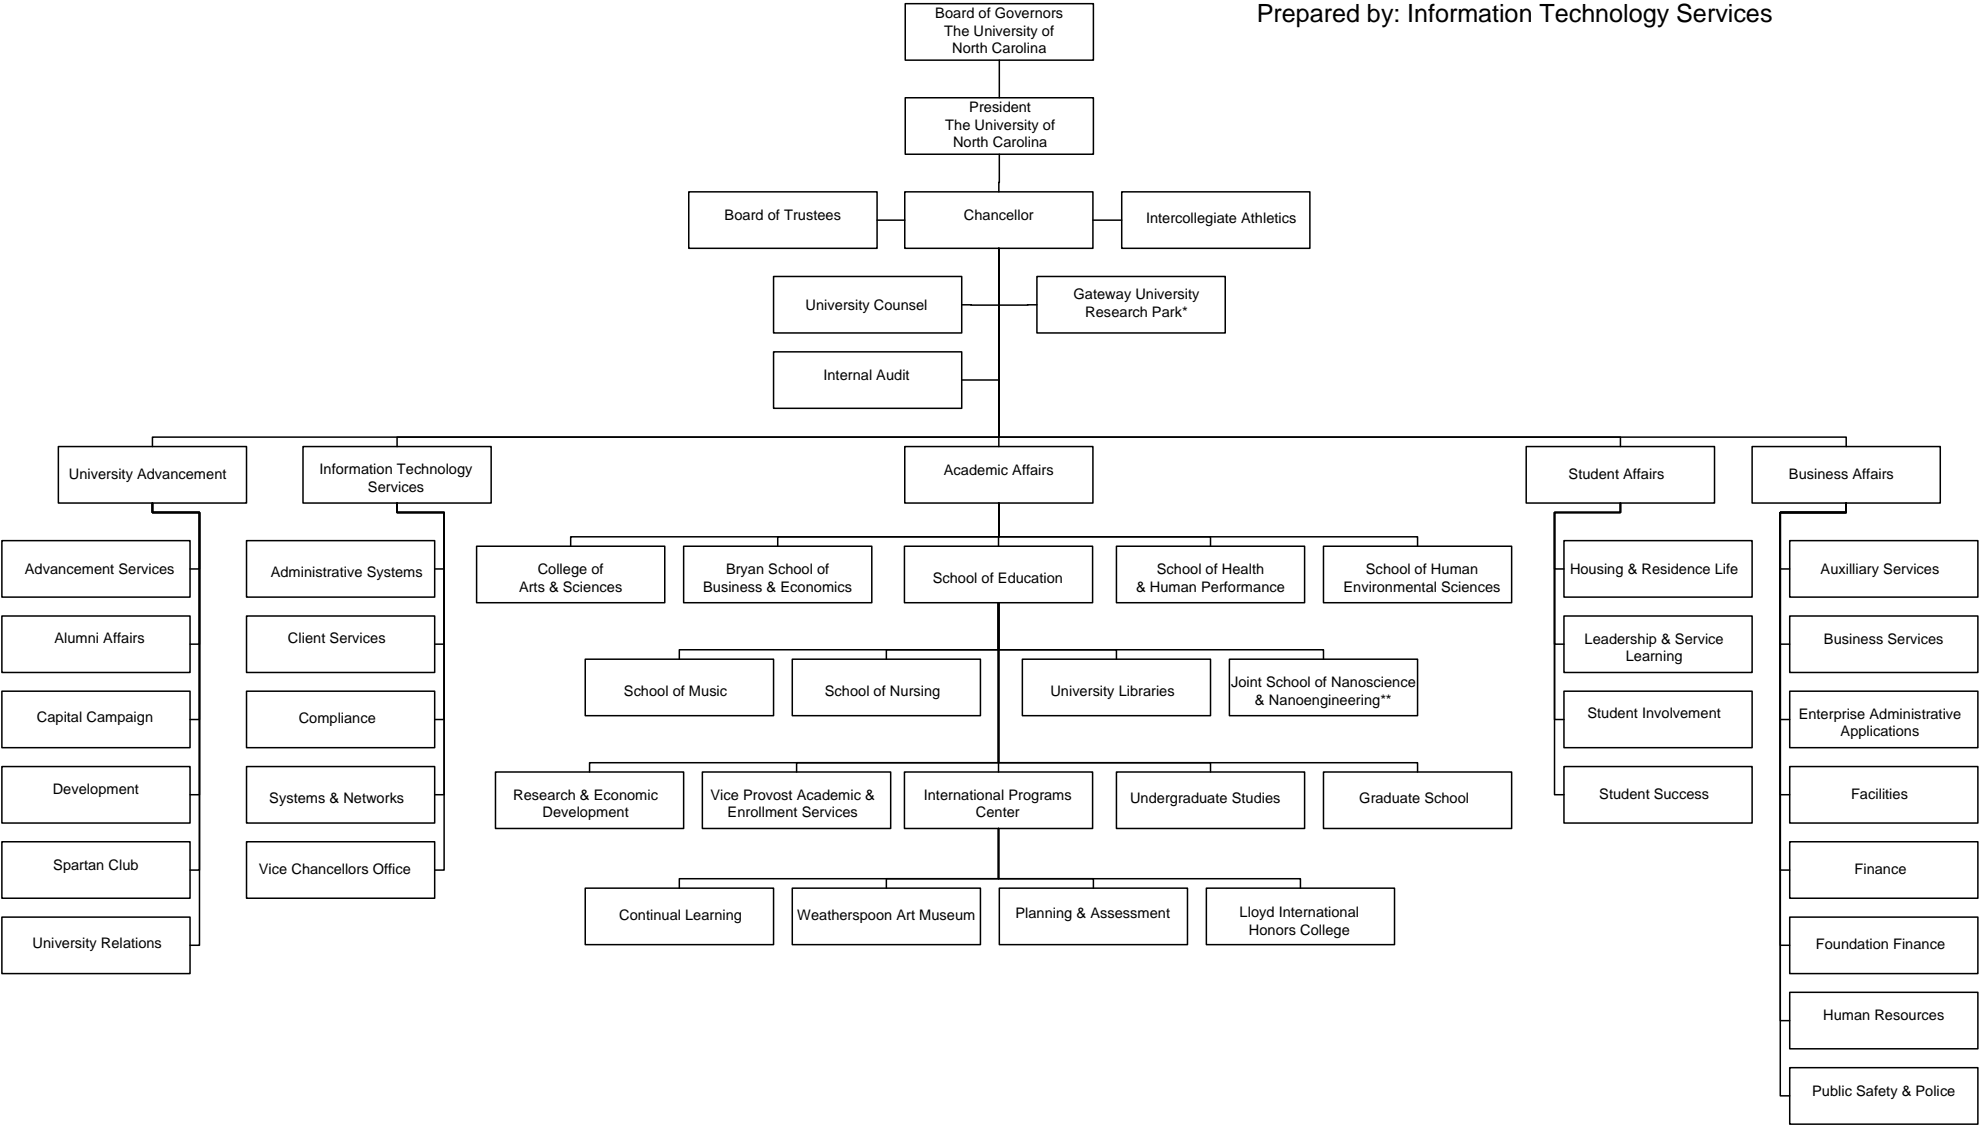 Prepared by: Information Technology Services
Board of Governors
The University of
North Carolina
President
The University of
North Carolina
Board of Trustees
Chancellor
Intercollegiate Athletics
University Counsel
Gateway University
Research Park*
Internal Audit
University Advancement
Information Technology
Services
Academic Affairs
Student Affairs
Business Affairs
Advancement Services
Alumni Affairs
Capital Campaign
Development
Spartan Club
University Relations
Administrative Systems
Client Services
Compliance
Systems & Networks
Vice Chancellors Office
College of
Arts & Sciences
Bryan School of
Business & Economics
School of Education
School of Health
& Human Performance
School of Human
Environmental Sciences
School of Music
School of Nursing
University Libraries
Joint School of Nanoscience
& Nanoengineering**
Research & Economic
Development
Vice Provost Academic &
Enrollment Services
International Programs
Center
Undergraduate Studies
Graduate School
Continual Learning
Weatherspoon Art Museum
Planning & Assessment
Lloyd International
Honors College
Housing & Residence Life
Leadership & Service
Learning
Student Involvement
Student Success
Auxilliary Services
Business Services
Enterprise Administrative
Applications
Facilities
Finance
Foundation Finance
Human Resources
Public Safety & Police